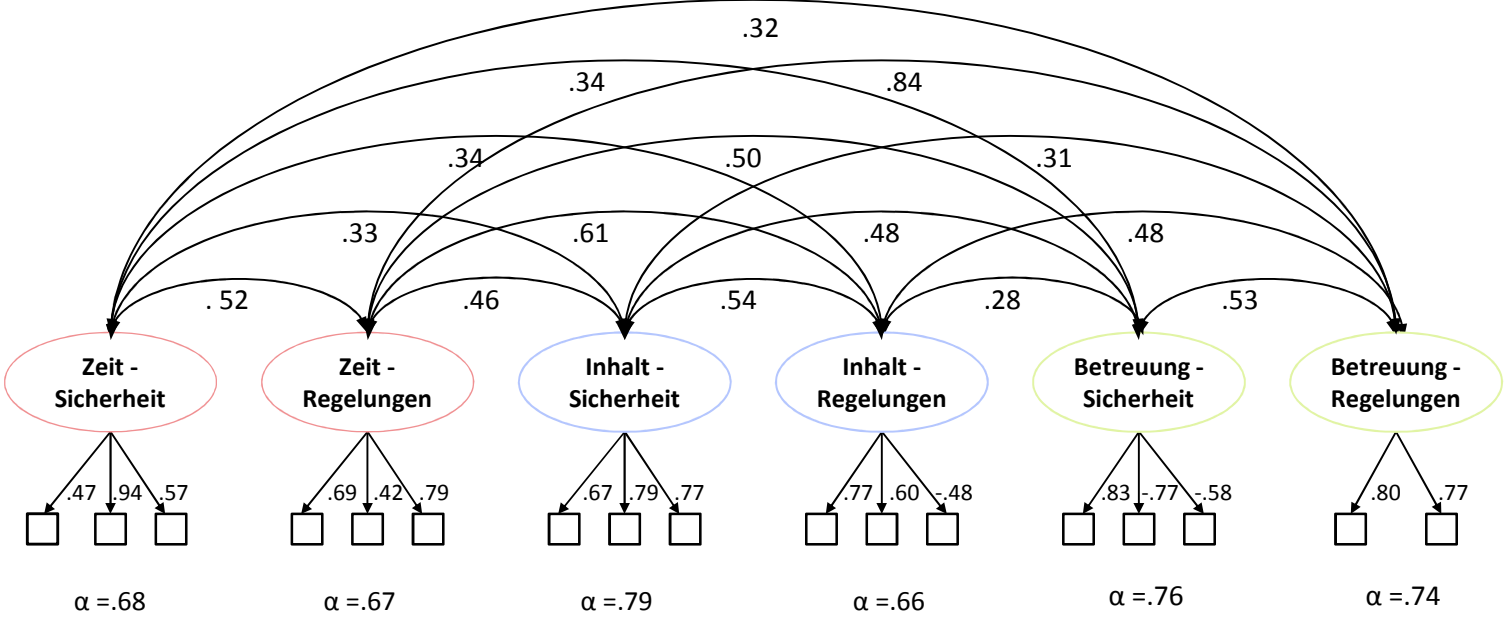 .32
.34 .84
.34 .50 .31
.33 .61 .48 .48
. 52 .46 .54 .28 .53
Zeit -
Sicherheit
Zeit -
Regelungen
Inhalt -
Sicherheit
Inhalt -
Regelungen
Betreuung -
Sicherheit
Betreuung -
Regelungen
.47 .94 .57 .69 .42 .79 .67 .79 .77 .77 .60 -.48 .83 -.77 -.58 .80 .77
α =.68 α =.67 α =.79 α =.66 α =.76 α =.74